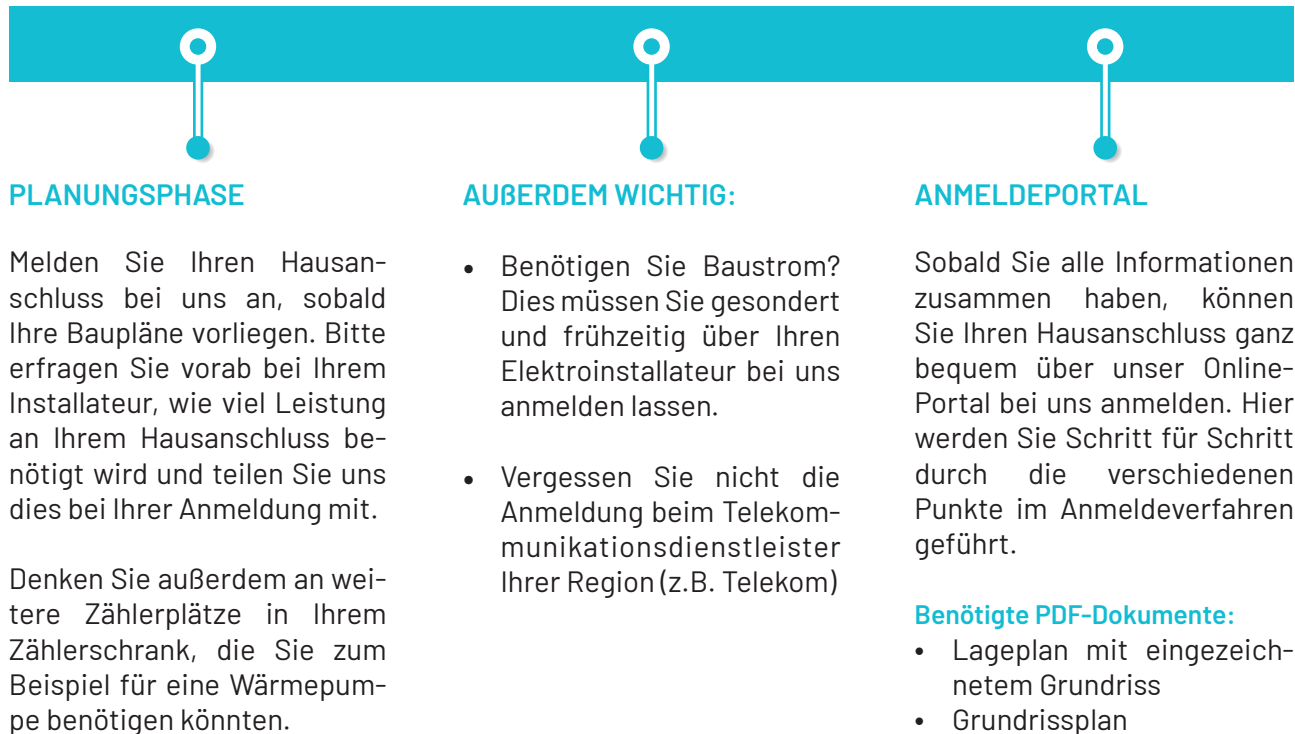 PLANUNGSPHASE
Melden Sie Ihren Hausan-
schluss bei uns an, sobald
Ihre Baupläne vorliegen. Bitte
erfragen Sie vorab bei Ihrem
Installateur, wie viel Leistung
an Ihrem Hausanschluss be-
nötigt wird und teilen Sie uns
dies bei Ihrer Anmeldung mit.
Denken Sie außerdem an wei-
tere Zählerplätze in Ihrem
Zählerschrank, die Sie zum
Beispiel für eine Wärmepum-
pe benötigen könnten.
AUßERDEM WICHTIG:
• Benötigen Sie Baustrom?
Dies müssen Sie gesondert
und frühzeitig über Ihren
Elektroinstallateur bei uns
anmelden lassen.
• Vergessen Sie nicht die
Anmeldung beim Telekom-
munikationsdienstleister
Ihrer Region (z.B. Telekom)
ANMELDEPORTAL
Sobald Sie alle Informationen
zusammen haben, können
Sie Ihren Hausanschluss ganz
bequem über unser Online-
Portal bei uns anmelden. Hier
werden Sie Schritt für Schritt
durch die verschiedenen
Punkte im Anmeldeverfahren
geführt.
Benötigte PDF-Dokumente:
• Lageplan mit eingezeich-
netem Grundriss
• Grundrissplan